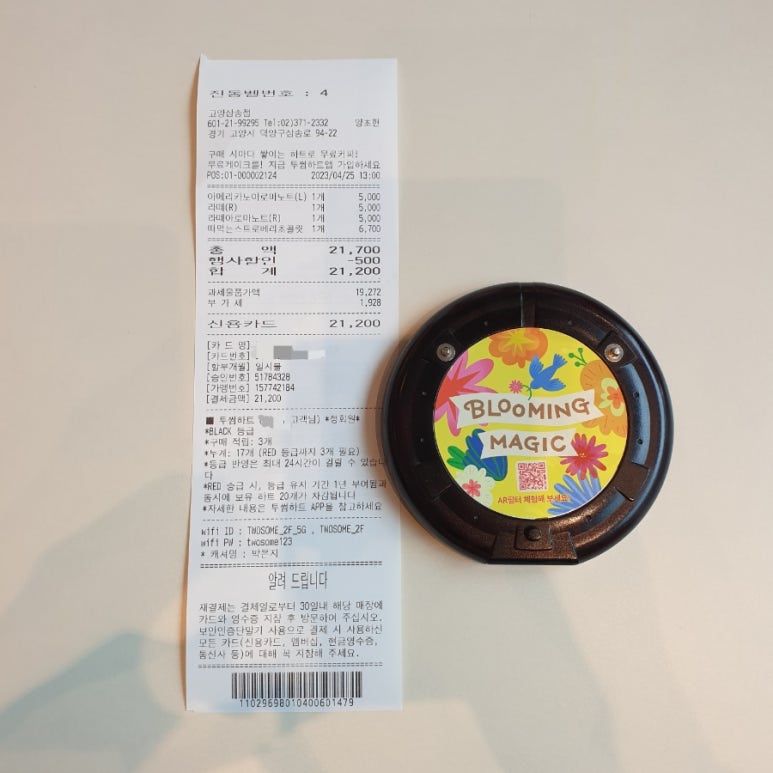 진동벨번호 : 4
고양삼송점
601-21-99295 Tel:02)371-2332 양조현
경기 고양시 덕양구삼송로 94-22
구매 시마다 쌓이는 하트로 무료커피!
무료케이크를! 지금 투썸하트앱 가입하세요
POS:01-000002124 2023/04/25 13:00
아메리카노아로마노트(L) 1개 5,000
라떼(R) 1개 5,000
라떼아로마노트(R) 1개 5,000
떠먹는스트로베리초콜릿 1개 6,700
총 액 21,700
행사할인 -500
합 계 21,200
과세물품가액 19,272
부 가 세 1,928
신용카드 21,200
[카 드 명]
[카드번호]
[할부개월] 일시불
[승인번호] 51784328
[가맹번호] 157742184
[결제금액] 21,200
■ 투썸하트 , 고객님) *정회원*
*BLACK 등급
*구매 적립: 3개
*누계: 17개 (RED 등급까지 3개 필요)
*등급 반영은 최대 24시간이 걸릴 수 있습니
다
*RED 승급 시, 등급 유지 기간 1년 부여됨과
동시에 보유 하트 20개가 차감됩니다
*자세한 내용은 투썸하트 APP을 참고하세요
wifi ID : TWOSOME_2F_5G , TWOSOME_2F
wifi PW : twosome123
* 캐셔명 : 박은지
알려 드립니다
재결제는 결제일로부터 30일내 해당 매장에
카드와 영수증 지참 후 방문하여 주십시오.
보안인증단말기 사용으로 결제 시 사용하신
모든 카드(신용카드, 멤버십, 현금영수증,
통신사 등)에 대해 꼭 지참해 주세요.
11029698010400601479
BLOOMING
MAGIC
AR필터 체험해 보세요!